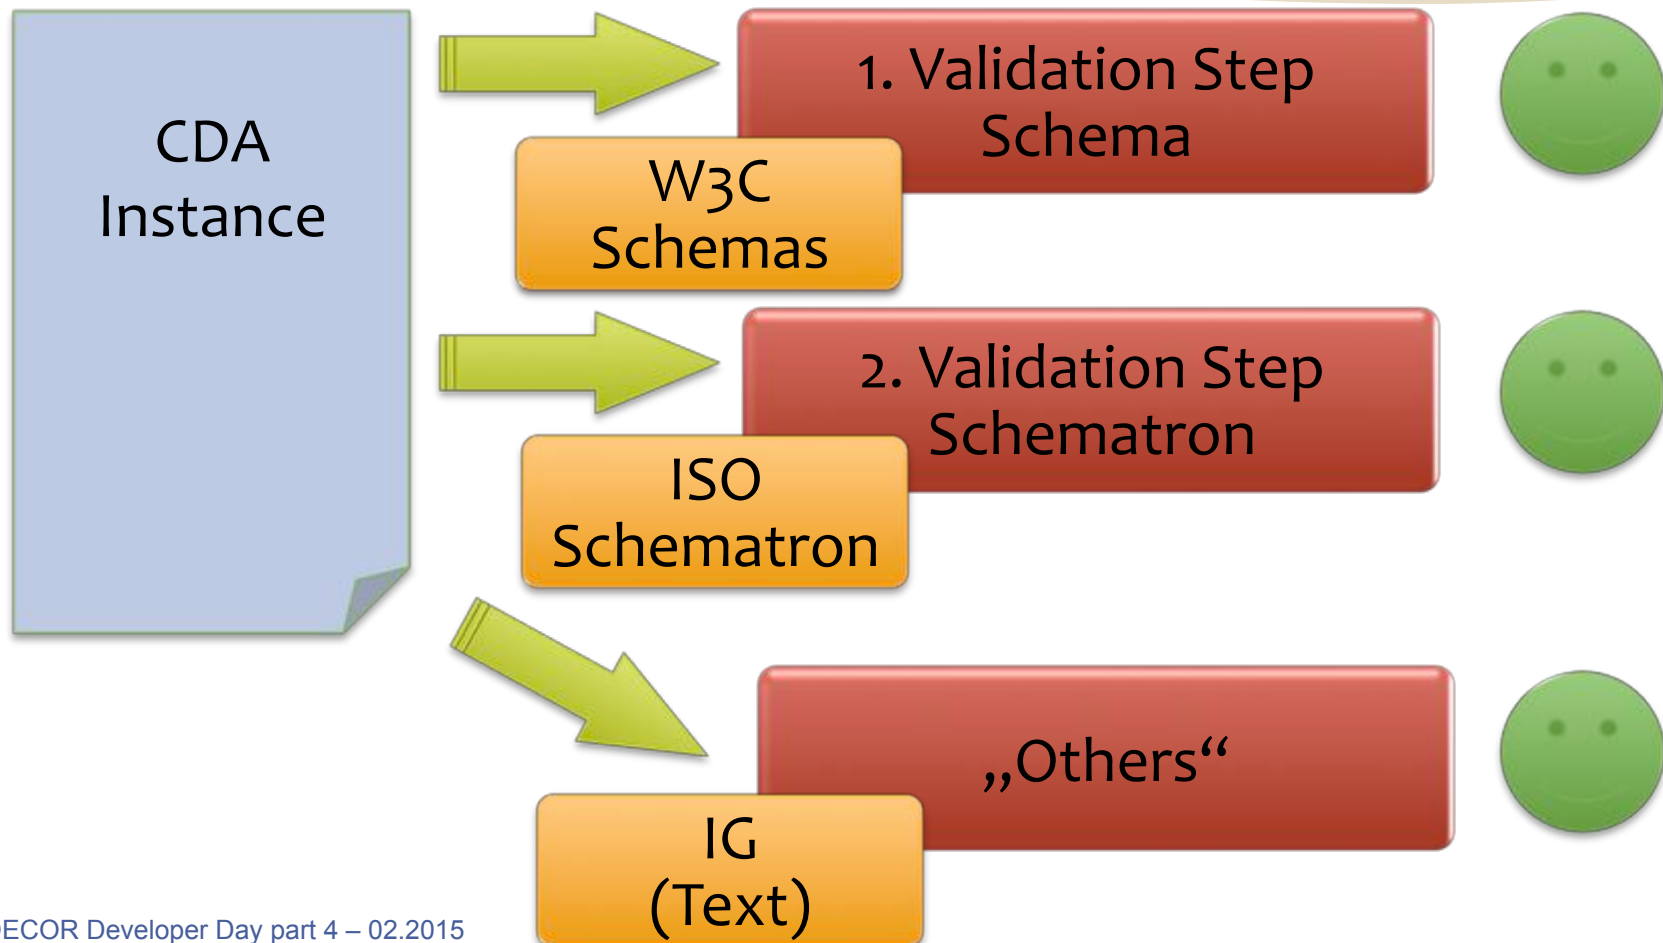 CDA
Instance
1. Validation Step
Schema
W3C
Schemas
2. Validation Step
Schematron
ISO
Schematron
„Others“
IG
(Text)
Developer Day part 4 – 02.2015